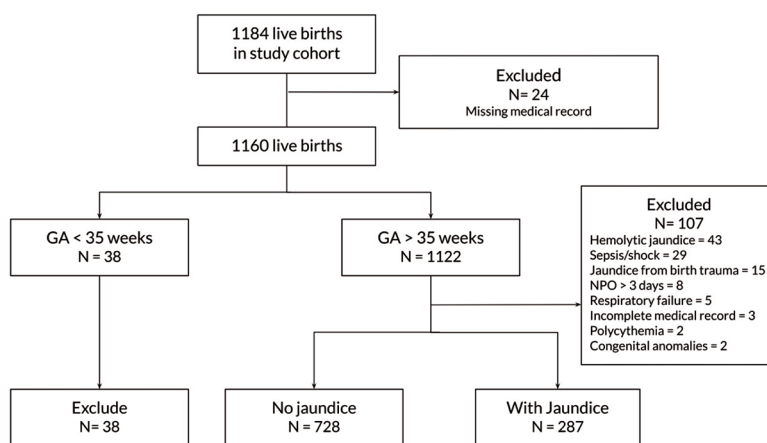 1184 live births
in study cohort
Excluded
N= 24
Missing medical record
1160 live births
GA < 35 weeks
N = 38
GA > 35 weeks
N = 1122
Excluded
N= 107
Hemolytic jaundice = 43
Sepsis/shock = 29
Jaundice from birth trauma = 15
NPO > 3 days = 8
Respiratory failure = 5
Incomplete medical record = 3
Polycythemia = 2
Congenital anomalies = 2
Exclude
N= 38
No jaundice
N = 728
With Jaundice
N = 287